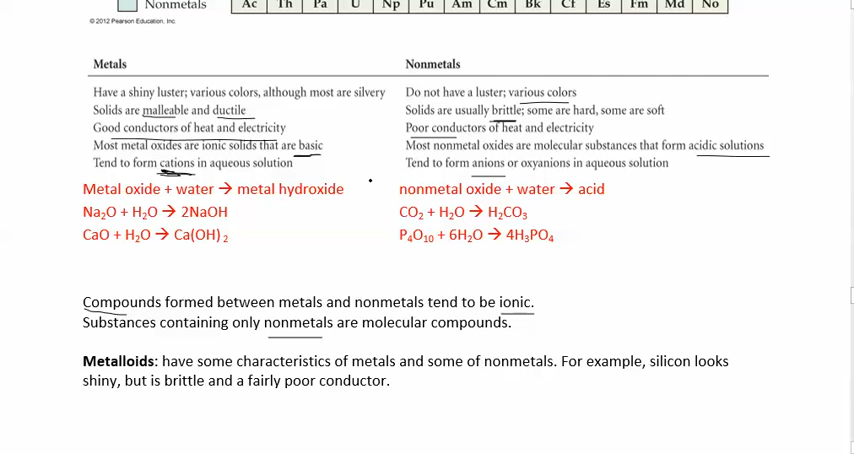 Nonmetals Ac Th Pa U Np Pu Am Cm Bk Cf Es Fm Md No
© 2012 Pearson Education, Inc
Metals Nonmetals
Have a shiny luster; various colors, although most are silvery Do not have a luster; various colors
Solids are malleable and ductile Solids are usually brittle; some are hard, some are soft
Good conductors of heat and electricity Poor conductors of heat and electricity
Most metal oxides are ionic solids that are basic Most nonmetal oxides are molecular substances that form acidic solutions
Tend to form cations in aqueous solution Tend to form anions or oxyanions in aqueous solution
Metal oxide + water → metal hydroxide nonmetal oxide + water → acid
Na₂O + H₂O → 2NaOH CO₂ + H₂O → H₂CO₃
CaO + H₂O → Ca(OH)₂ P₄O₁₀ + 6H₂O → 4H₃PO₄
Compounds formed between metals and nonmetals tend to be ionic.
Substances containing only nonmetals are molecular compounds.
Metalloids: have some characteristics of metals and some of nonmetals. For example, silicon looks
shiny, but is brittle and a fairly poor conductor.